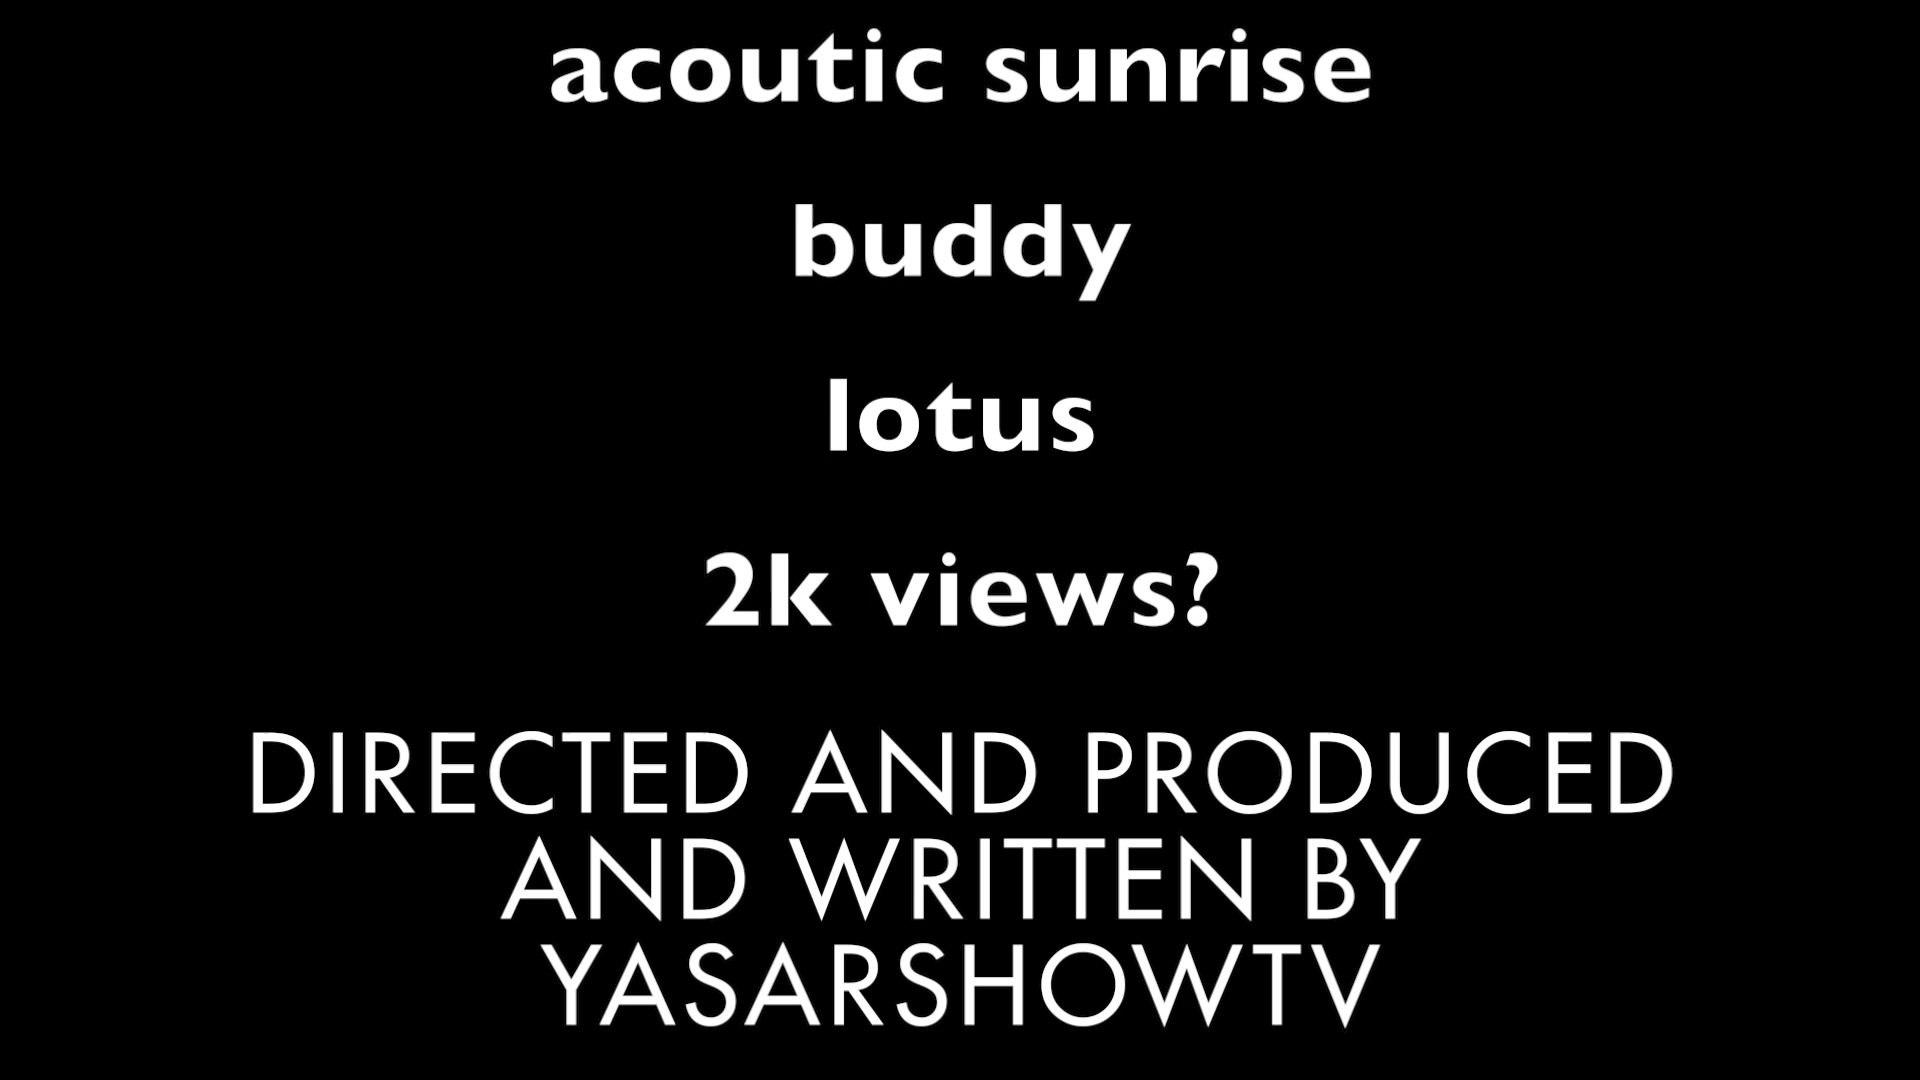 acoutic sunrise
buddy
lotus
2k views?
DIRECTED AND PRODUCED
AND WRITTEN BY
YASARSHOWTV